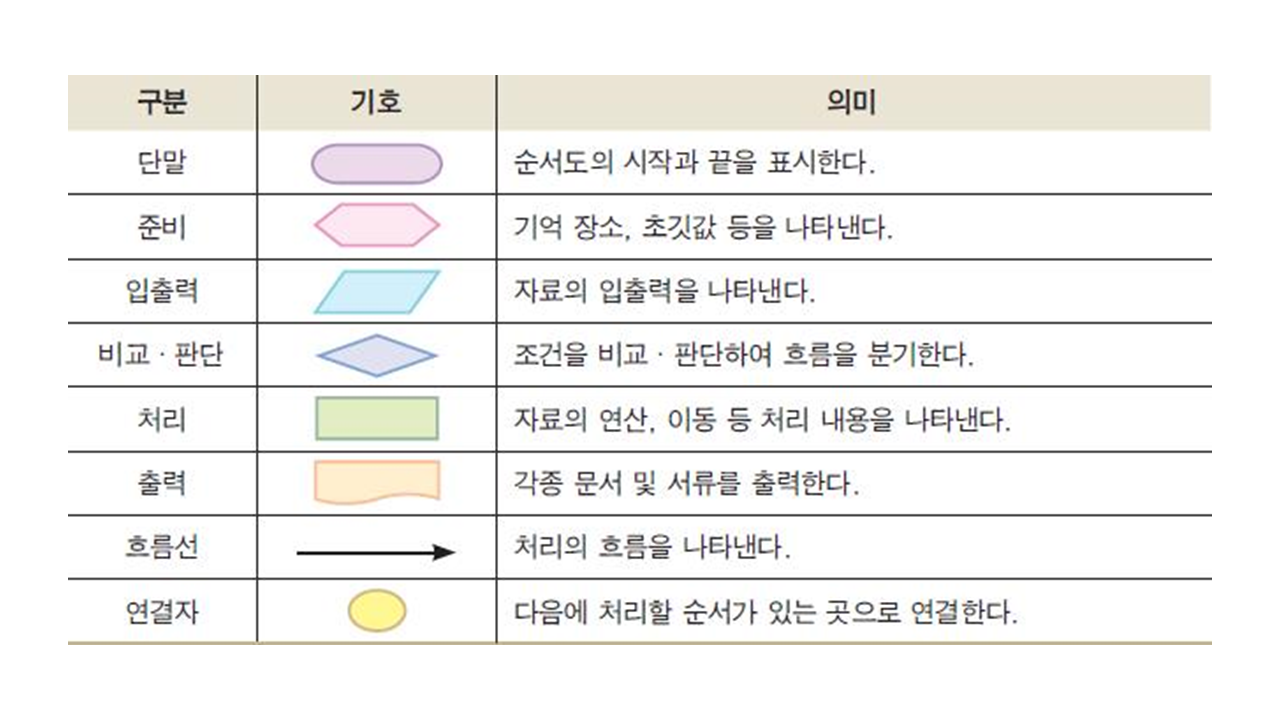 구분 기호 의미
단말 순서도의 시작과 끝을 표시한다.
준비 기억 장소, 초깃값 등을 나타낸다.
입출력 자료의 입출력을 나타낸다.
비교 · 판단 조건을 비교 · 판단하여 흐름을 분기한다.
처리 자료의 연산, 이동 등 처리 내용을 나타낸다.
출력 각종 문서 및 서류를 출력한다.
흐름선 처리의 흐름을 나타낸다.
연결자 다음에 처리할 순서가 있는 곳으로 연결한다.